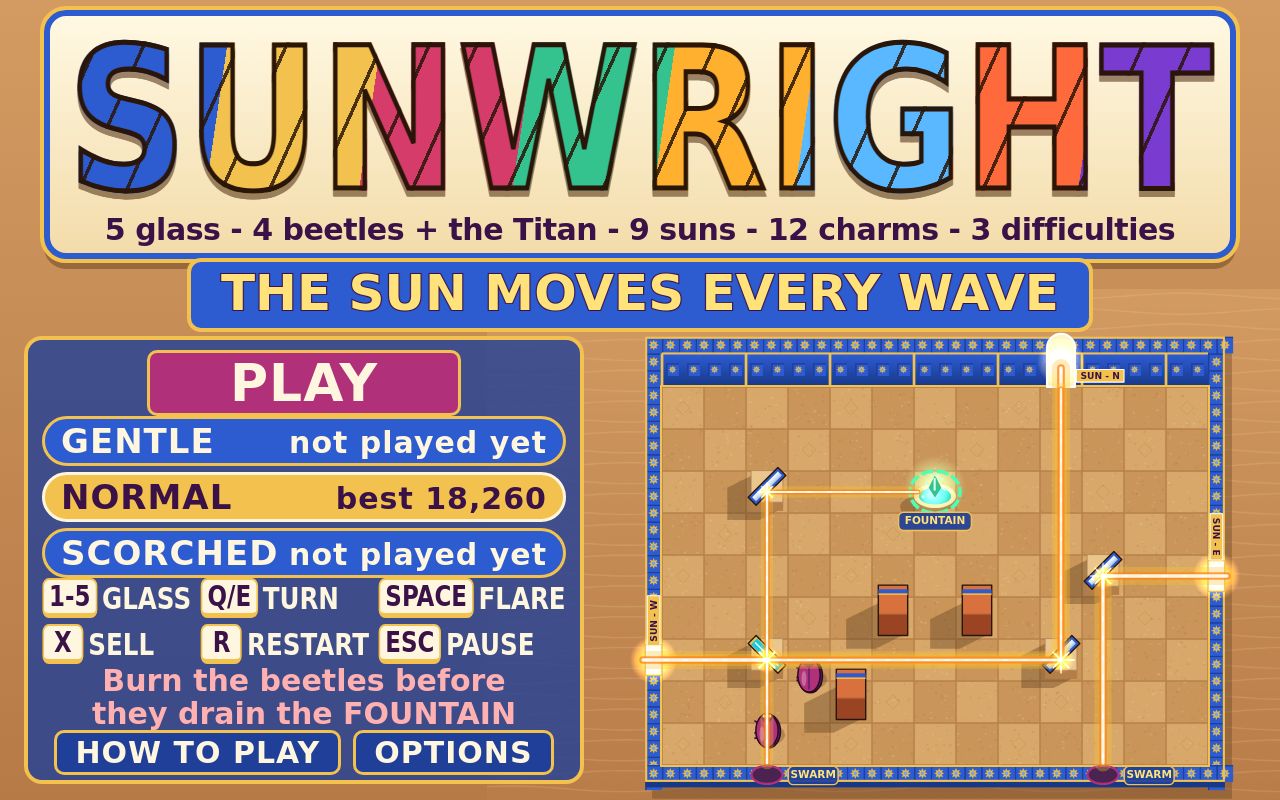 SUNWRIGHT
5 glass - 4 beetles + the Titan - 9 suns - 12 charms - 3 difficulties
THE SUN MOVES EVERY WAVE
PLAY
GENTLE not played yet
NORMAL best 18,260
SCORCHED not played yet
1-5 GLASS Q/E TURN SPACE FLARE
X SELL R RESTART ESC PAUSE
Burn the beetles before
they drain the FOUNTAIN
HOW TO PLAY OPTIONS
SUN - N
FOUNTAIN
SUN - E
SUN - W
SWARM SWARM